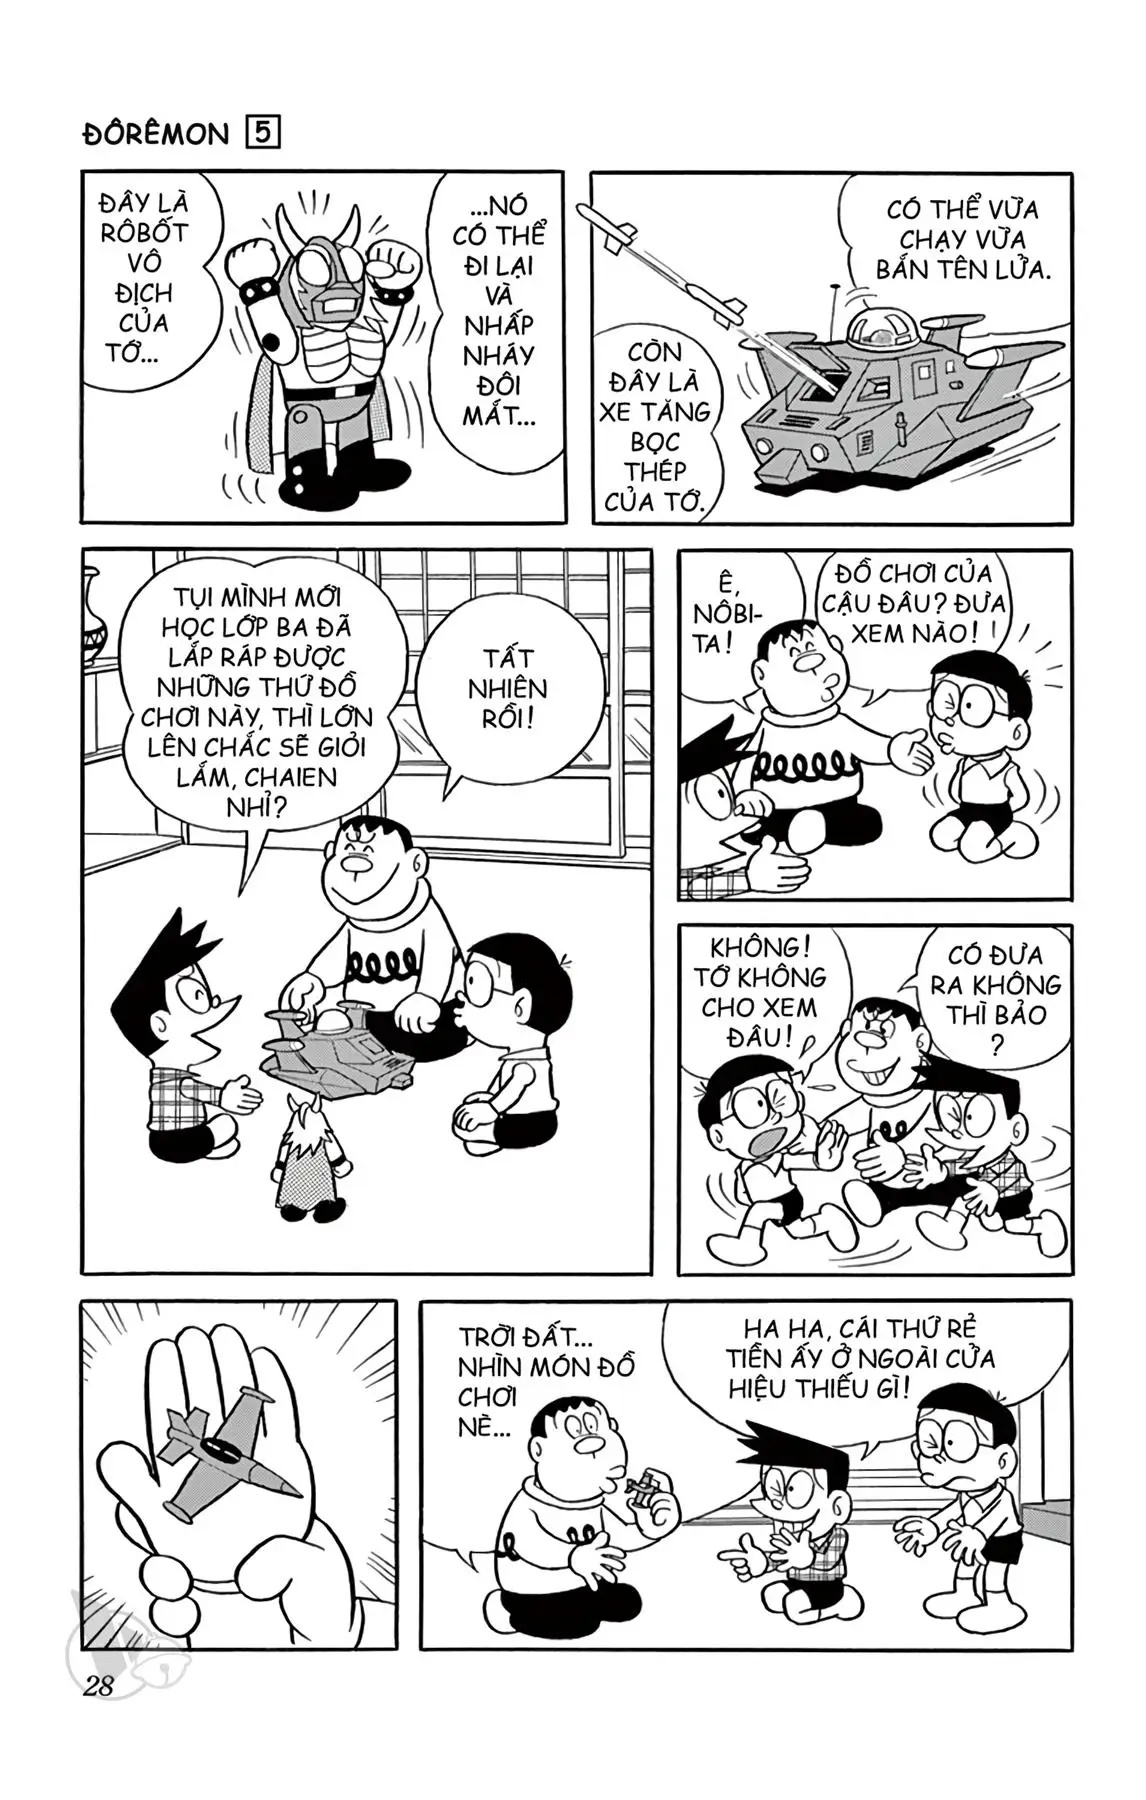 ĐÔRÊMON 5
ĐÂY LÀ
RÔBỐT
VÔ
ĐỊCH
CỦA
TỚ...
...NÓ
CÓ THỂ
ĐI LẠI
VÀ
NHẤP
NHÁY
ĐÔI
MẮT...
CÒN
ĐÂY LÀ
XE TĂNG
BỌC
THÉP
CỦA TỚ.
CÓ THỂ VỪA
CHẠY VỪA
BẮN TÊN LỬA.
TỤI MÌNH MỚI
HỌC LỚP BA ĐÃ
LẮP RÁP ĐƯỢC
NHỮNG THỨ ĐỒ
CHƠI NÀY, THÌ LỚN
LÊN CHẮC SẼ GIỎI
LẮM, CHAIEN
NHỈ?
TẤT
NHIÊN
RỒI!
Ê,
NÔBI-
TA!
ĐỒ CHƠI CỦA
CẬU ĐÂU? ĐƯA
XEM NÀO!
KHÔNG!
TỚ KHÔNG
CHO XEM
ĐÂU!
CÓ ĐƯA
RA KHÔNG
THÌ BẢO
?
TRỜI ĐẤT...
NHÌN MÓN ĐỒ
CHƠI
NÈ...
HA HA, CÁI THỨ RẺ
TIỀN ẤY Ở NGOÀI CỬA
HIỆU THIẾU GÌ!
28